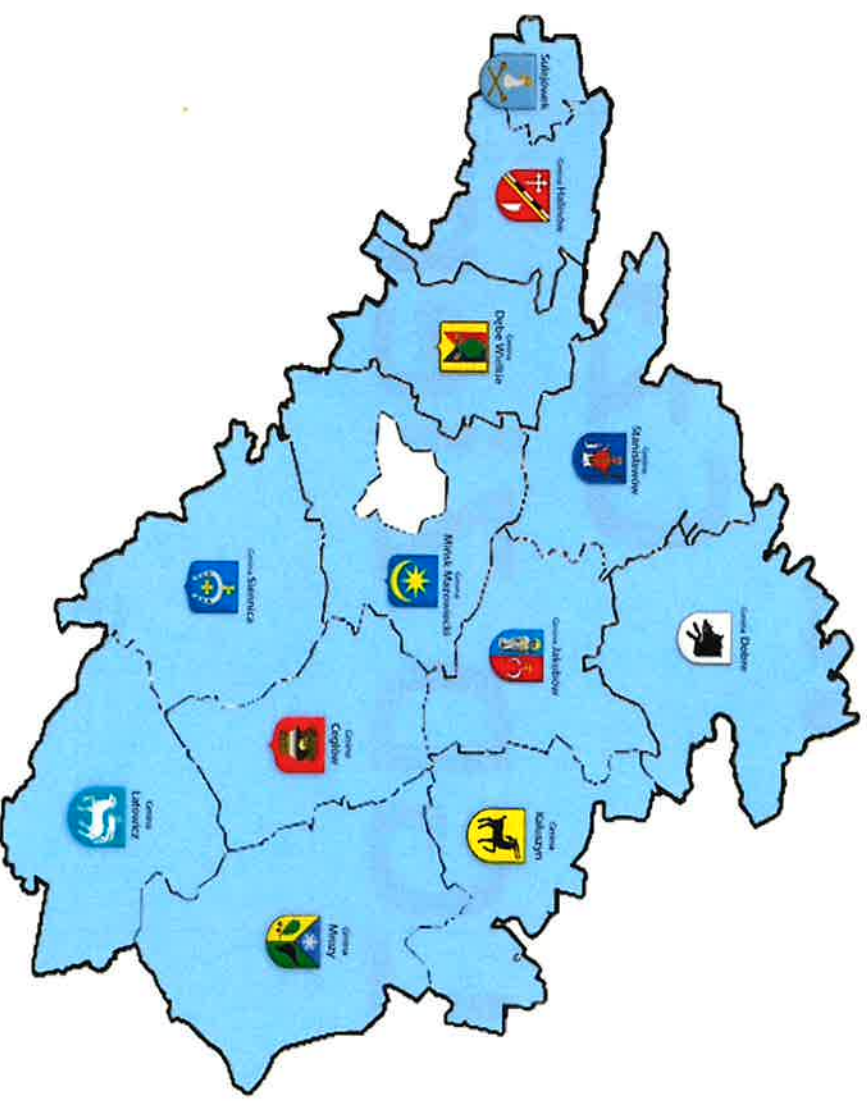 Sulejówek
Gmina Halinów
Gmina
Dębe Wielkie
Gmina
Stanisławów
Gmina Dobre
Gmina
Mińsk Mazowiecki
Gmina Jakubów
Gmina Siennica
Gmina
Cegłów
Gmina
Kałuszyn
Gmina
Latowicz
Gmina
Mrozy